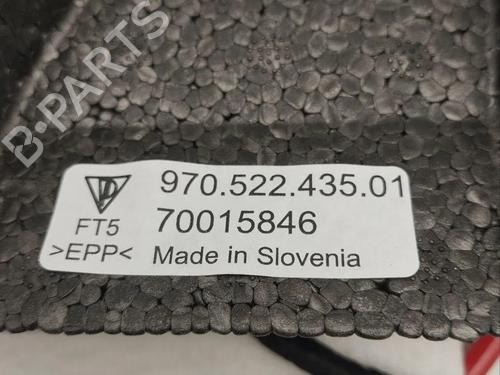 B-PARTS
970.522.435.01
FT5 70015846
>EPP< Made in Slovenia